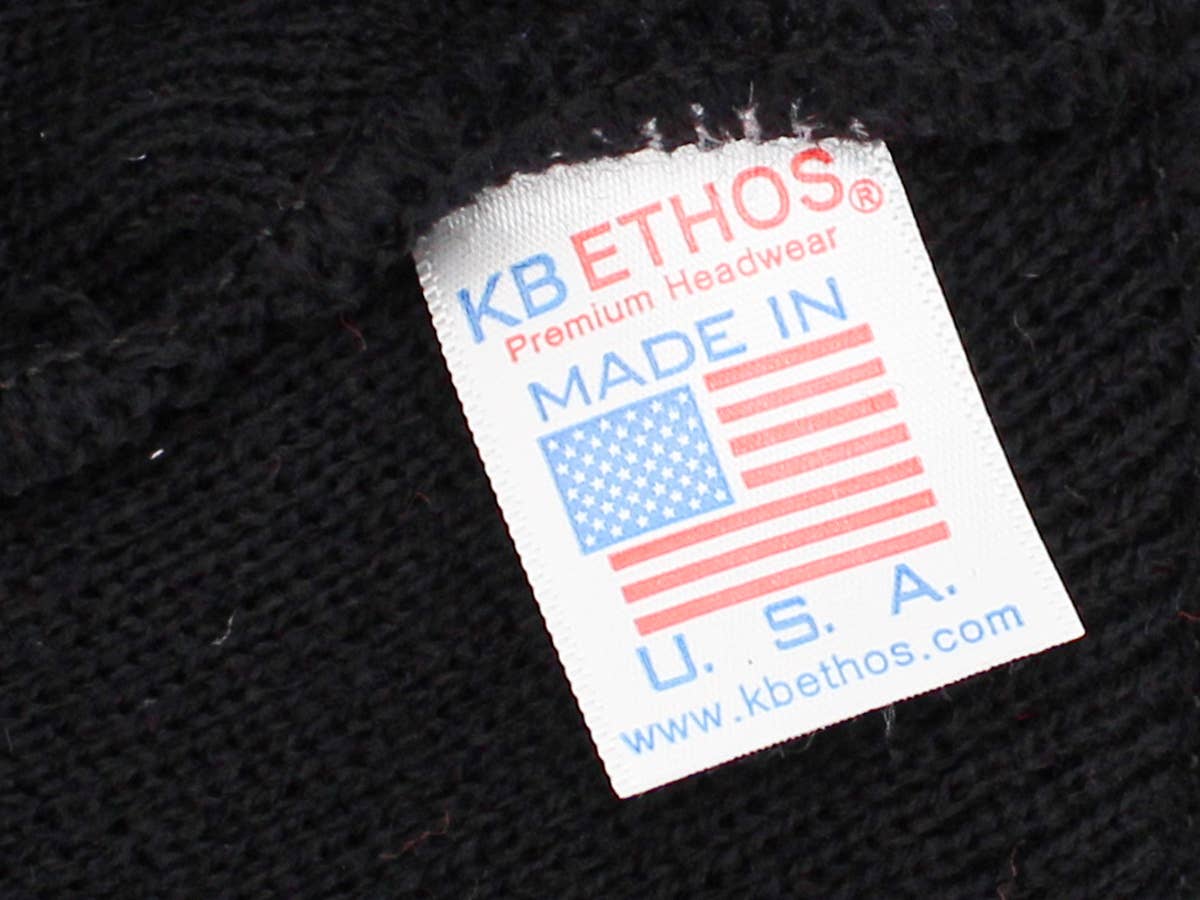 KB ETHOS®
Premium Headwear
MADE IN
U. S. A.
www.kbethos.com